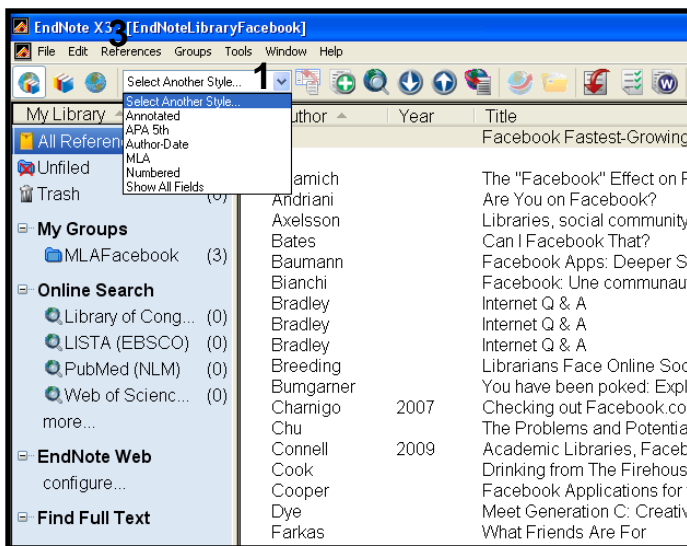 EndNote X3 - [EndNoteLibraryFacebook]
3
File Edit References Groups Tools Window Help
Select Another Style...
1
Select Another Style...
Annotated
APA 5th
Author-Date
MLA
Numbered
Show All Fields
My Library
All Referen
Unfiled
Trash (0)
My Groups
MLAFacebook (3)
Online Search
Library of Cong... (0)
LISTA (EBSCO) (0)
PubMed (NLM) (0)
Web of Scienc... (0)
more...
EndNote Web
configure...
Find Full Text
uthor Year Title
Facebook Fastest-Growing
amich The "Facebook" Effect on
Andriani Are You on Facebook?
Axelsson Libraries, social community
Bates Can I Facebook That?
Baumann Facebook Apps: Deeper S
Bianchi Facebook: Une communau
Bradley Internet Q & A
Bradley Internet Q & A
Bradley Internet Q & A
Breeding Librarians Face Online Soc
Bumgarner You have been poked: Expl
Charnigo 2007 Checking out Facebook.co
Chu The Problems and Potentia
Connell 2009 Academic Libraries, Faceb
Cook Drinking from The Firehous
Cooper Facebook Applications for
Dye Meet Generation C: Creativ
Farkas What Friends Are For